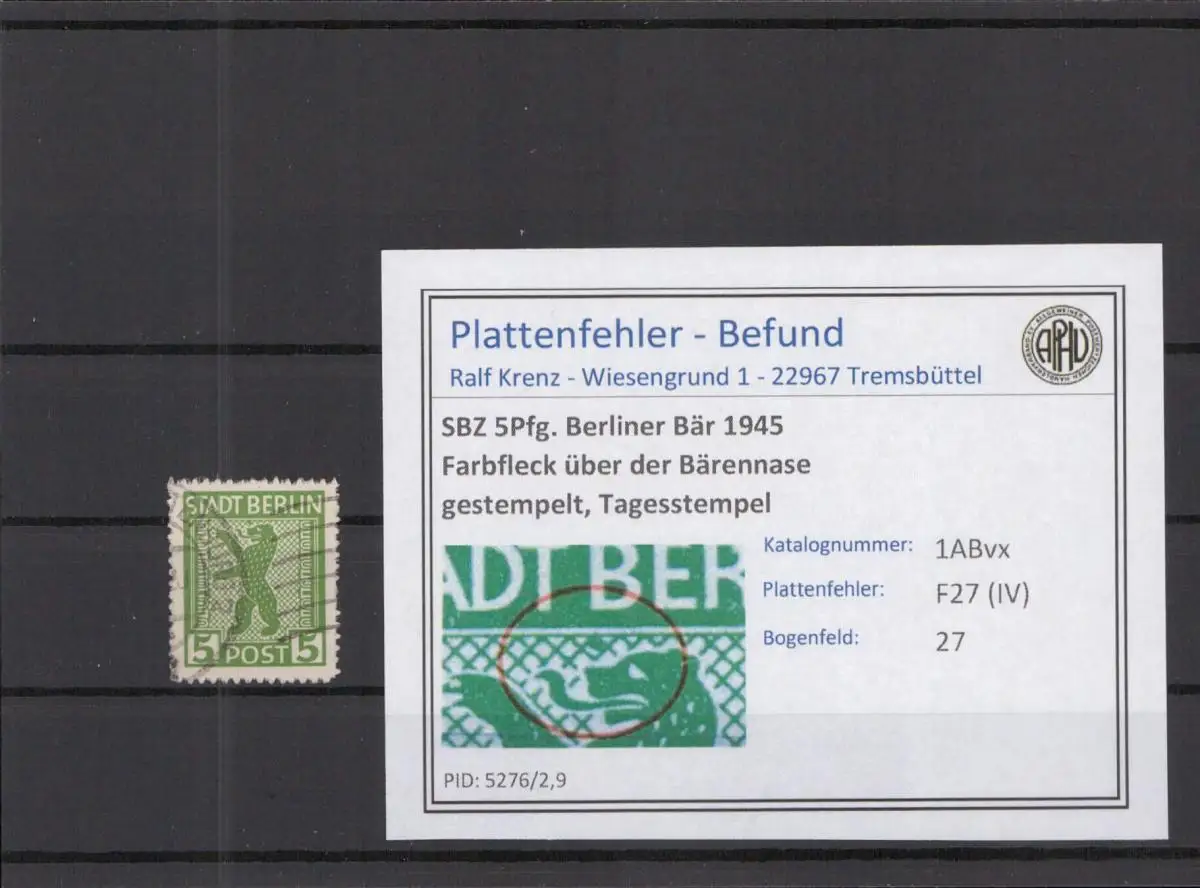 STADT BERLIN
5 POST 5
Plattenfehler - Befund
Ralf Krenz - Wiesengrund 1 - 22967 Tremsbüttel
APHV
SBZ 5Pfg. Berliner Bär 1945
Farbfleck über der Bärennase
gestempelt, Tagesstempel
ADT BER
Katalognummer: 1ABvx
Plattenfehler: F27 (IV)
Bogenfeld: 27
PID: 5276/2,9